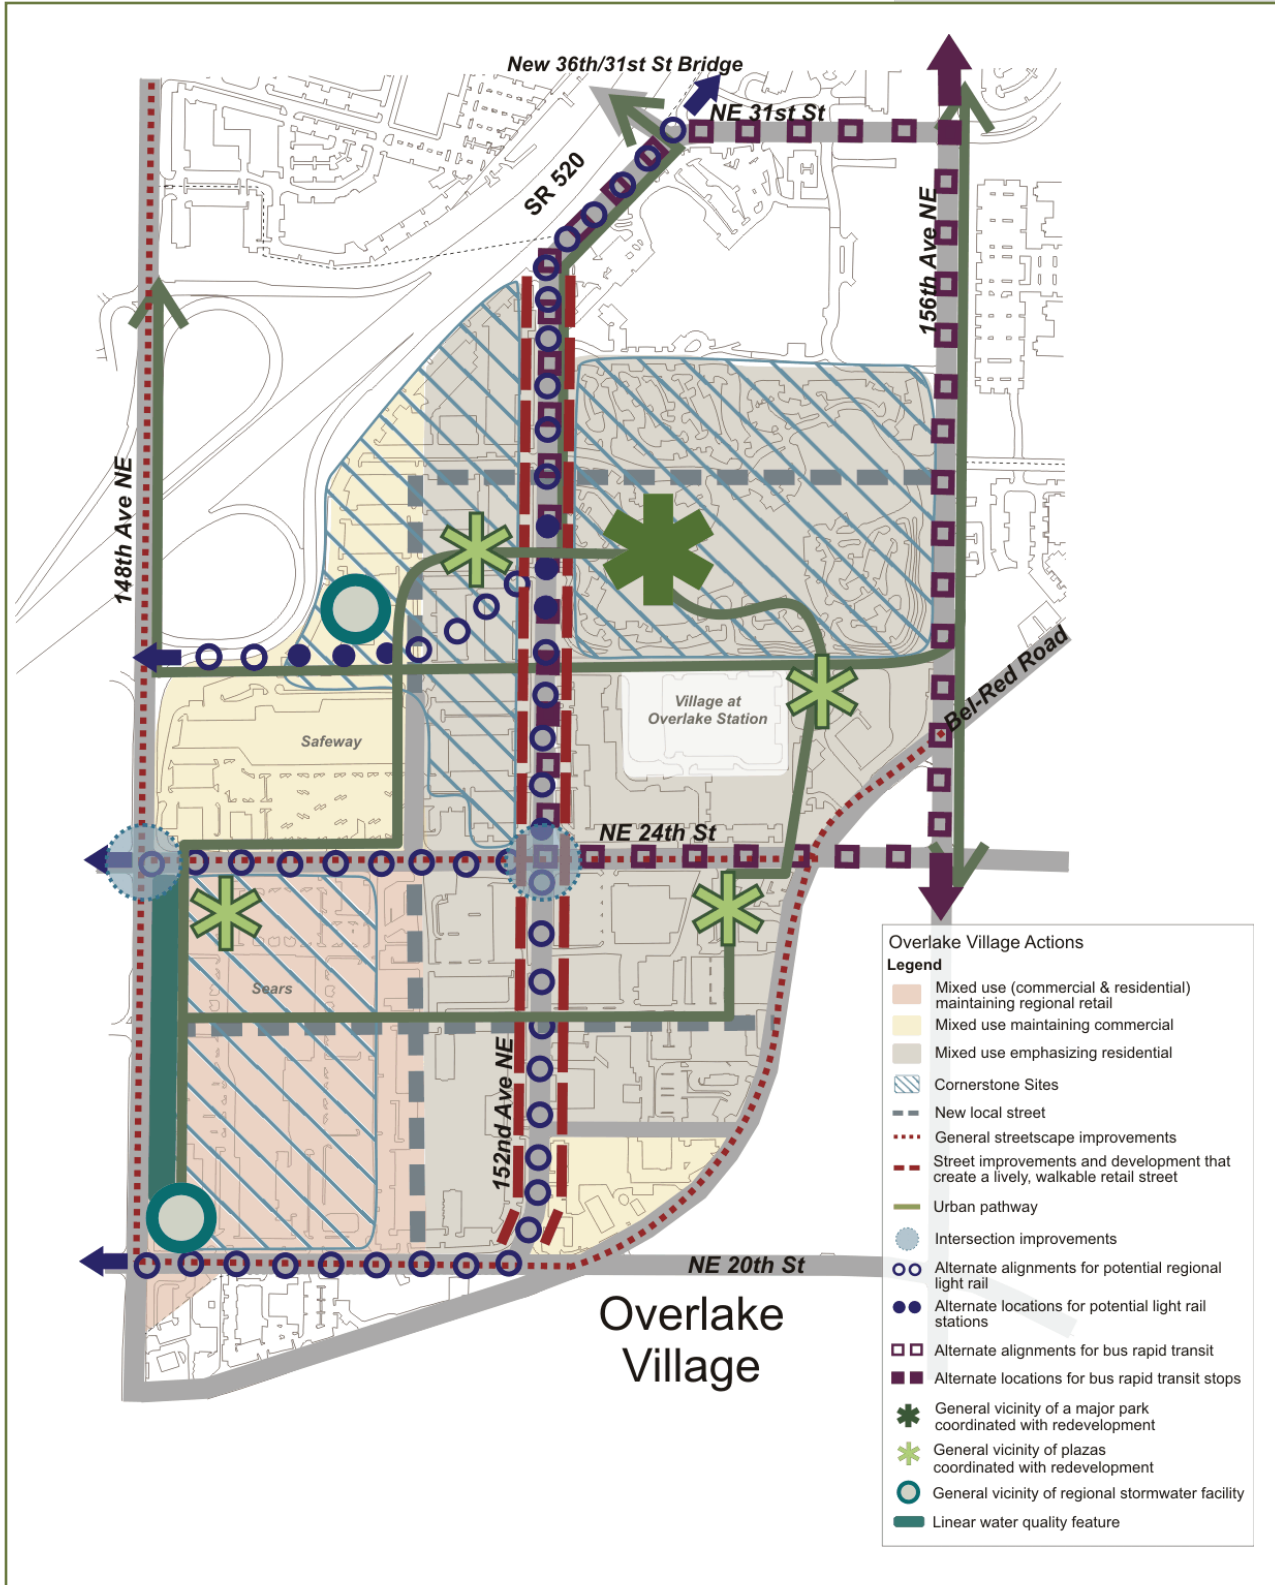 New 36th/31st St Bridge
NE 31st St
SR 520
156th Ave NE
148th Ave NE
Bel-Red Road
Village at
Overlake Station
Safeway
NE 24th St
Sears
152nd Ave NE
NE 20th St
Overlake
Village
Overlake Village Actions
Legend
Mixed use (commercial & residential)
maintaining regional retail
Mixed use maintaining commercial
Mixed use emphasizing residential
Cornerstone Sites
New local street
General streetscape improvements
Street improvements and development that
create a lively, walkable retail street
Urban pathway
Intersection improvements
Alternate alignments for potential regional
light rail
Alternate locations for potential light rail
stations
Alternate alignments for bus rapid transit
Alternate locations for bus rapid transit stops
General vicinity of a major park
coordinated with redevelopment
General vicinity of plazas
coordinated with redevelopment
General vicinity of regional stormwater facility
Linear water quality feature